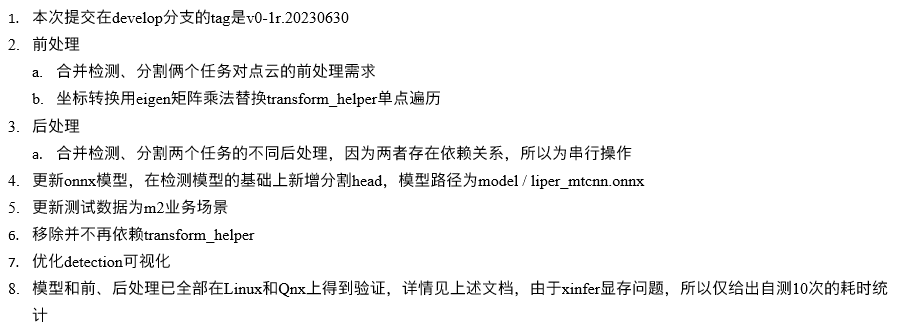 1. 本次提交在develop分支的tag是v0-1r.20230630
2. 前处理
a. 合并检测、分割俩个任务对点云的前处理需求
b. 坐标转换用eigen矩阵乘法替换transform_helper单点遍历
3. 后处理
a. 合并检测、分割两个任务的不同后处理，因为两者存在依赖关系，所以为串行操作
4. 更新onnx模型，在检测模型的基础上新增分割head，模型路径为model / liper_mtcnn.onnx
5. 更新测试数据为m2业务场景
6. 移除并不再依赖transform_helper
7. 优化detection可视化
8. 模型和前、后处理已全部在Linux和Qnx上得到验证，详情见上述文档，由于xinfer显存问题，所以仅给出自测10次的耗时统
计